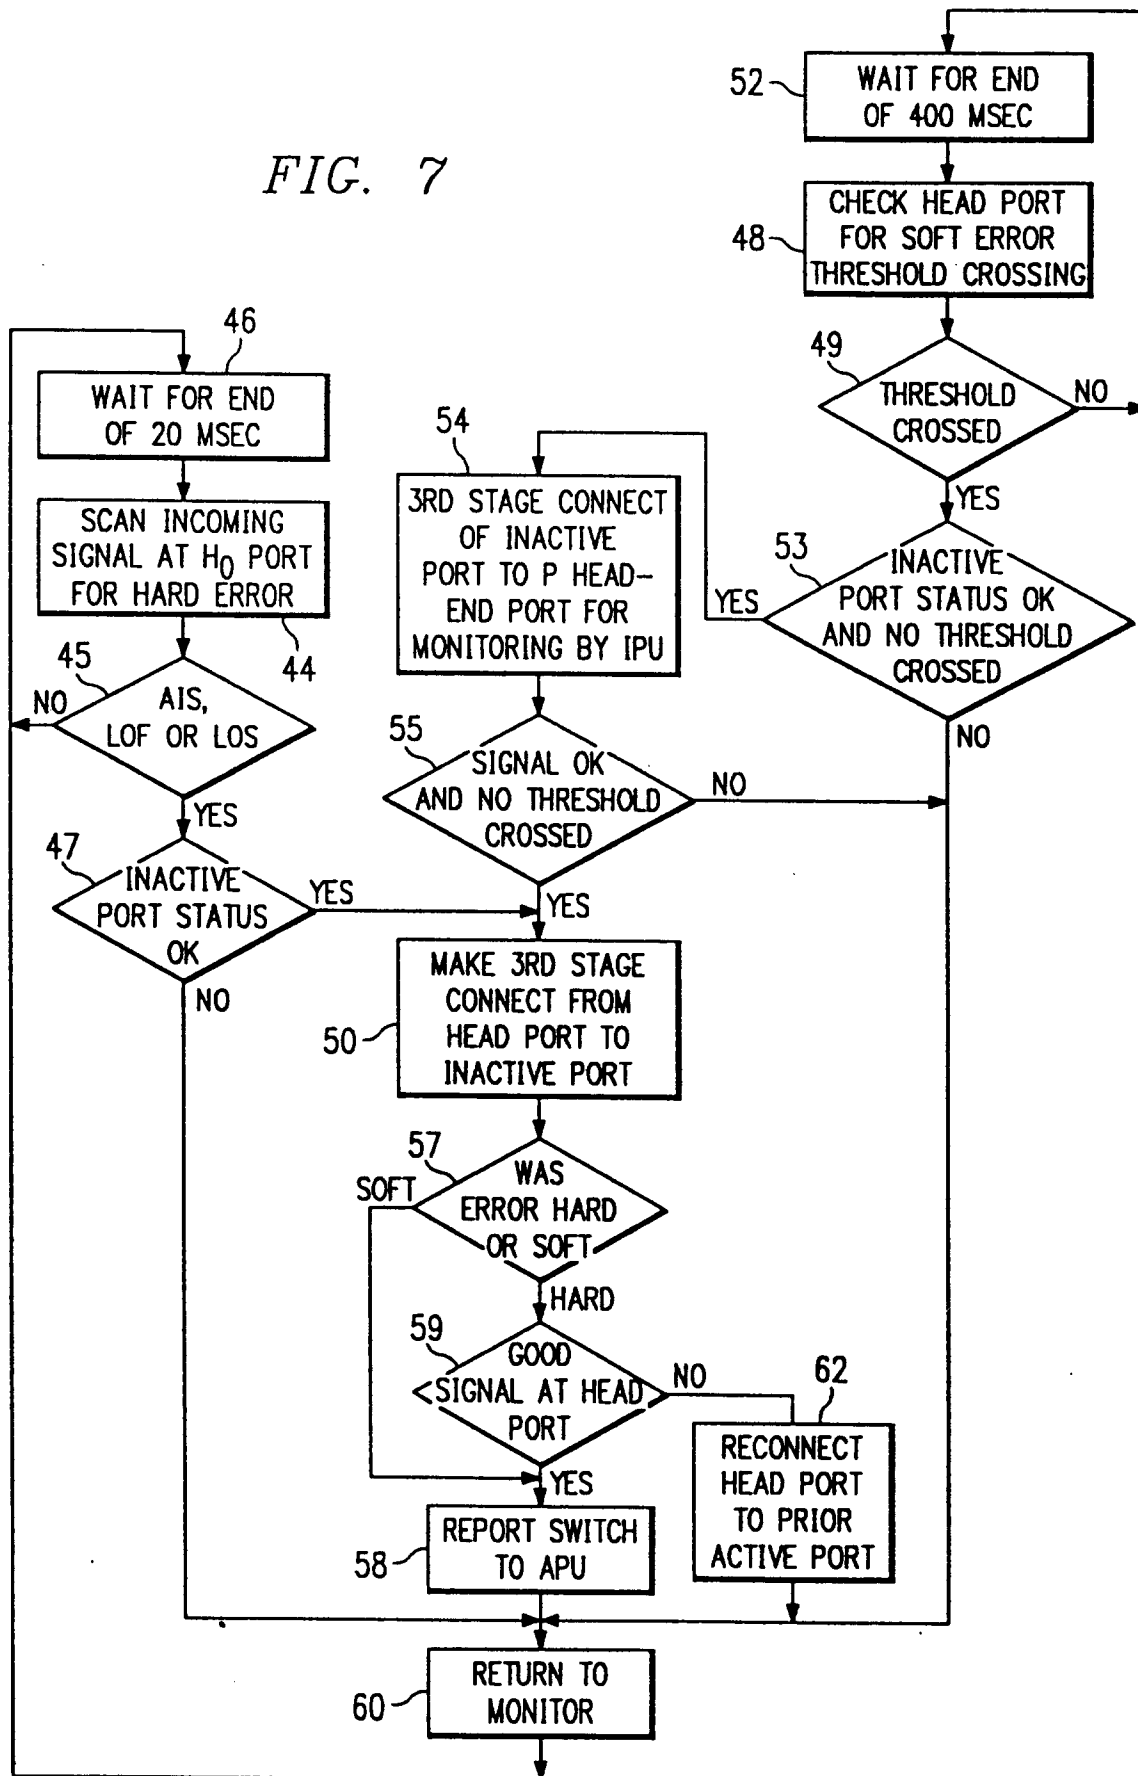 FIG. 7
52
WAIT FOR END
OF 400 MSEC
48
CHECK HEAD PORT
FOR SOFT ERROR
THRESHOLD CROSSING
49
THRESHOLD
CROSSED
NO
YES
53
INACTIVE
PORT STATUS OK
AND NO THRESHOLD
CROSSED
YES
NO
46
WAIT FOR END
OF 20 MSEC
SCAN INCOMING
SIGNAL AT H0 PORT
FOR HARD ERROR
44
45
AIS,
LOF OR LOS
NO
YES
47
INACTIVE
PORT STATUS
OK
YES
NO
54
3RD STAGE CONNECT
OF INACTIVE
PORT TO P HEAD-
END PORT FOR
MONITORING BY IPU
55
SIGNAL OK
AND NO THRESHOLD
CROSSED
NO
YES
MAKE 3RD STAGE
CONNECT FROM
HEAD PORT TO
INACTIVE PORT
50
57
WAS
ERROR HARD
OR SOFT
SOFT
HARD
59
GOOD
SIGNAL AT HEAD
PORT
NO
YES
62
RECONNECT
HEAD PORT
TO PRIOR
ACTIVE PORT
REPORT SWITCH
TO APU
58
RETURN TO
MONITOR
60